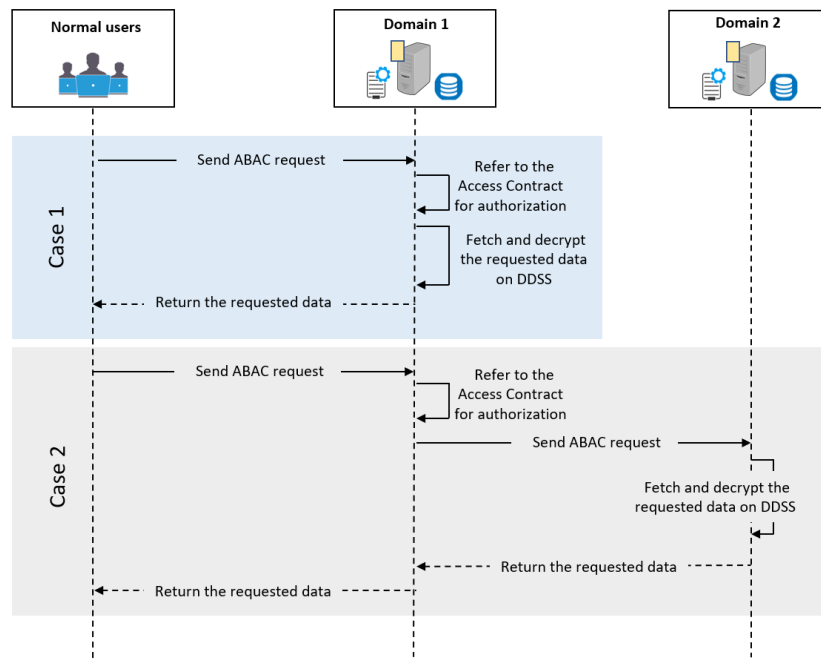 Normal users
Domain 1
Domain 2
Case 1
Send ABAC request
Refer to the
Access Contract
for authorization
Fetch and decrypt
the requested data
on DDSS
Return the requested data
Case 2
Send ABAC request
Refer to the
Access Contract
for authorization
Send ABAC request
Fetch and decrypt the
requested data on DDSS
Return the requested data
Return the requested data